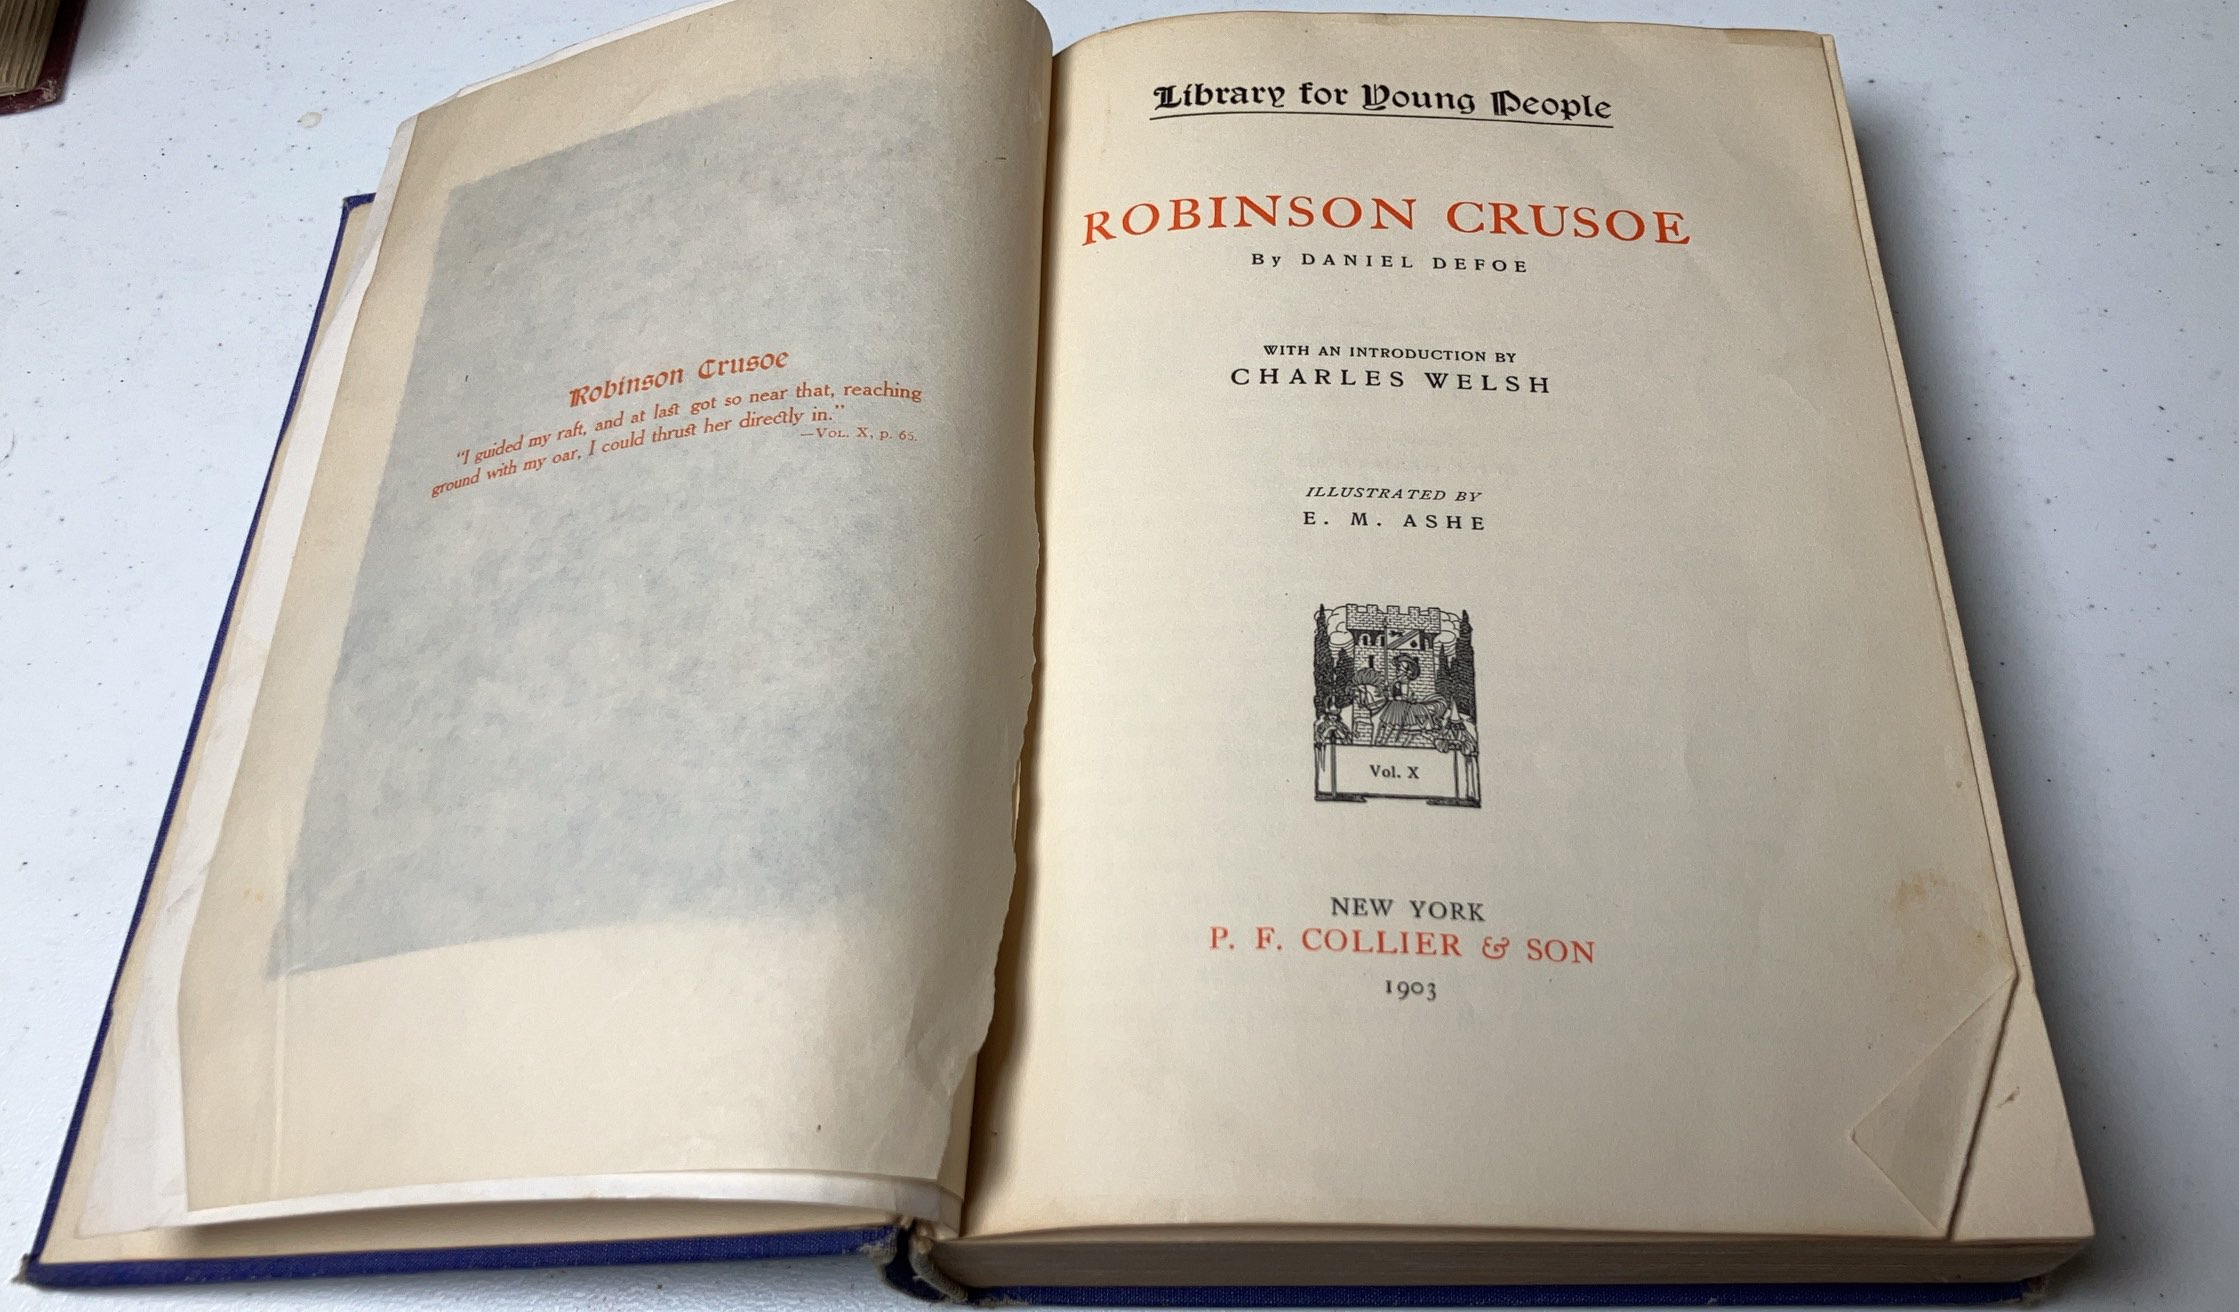 Robinson Crusoe
"I guided my raft, and at last got so near that, reaching
ground with my oar, I could thrust her directly in."
—VOL. X, p. 65.
Library for Young People
ROBINSON CRUSOE
By DANIEL DEFOE
WITH AN INTRODUCTION BY
CHARLES WELSH
ILLUSTRATED BY
E. M. ASHE
Vol. X
NEW YORK
P. F. COLLIER & SON
1903